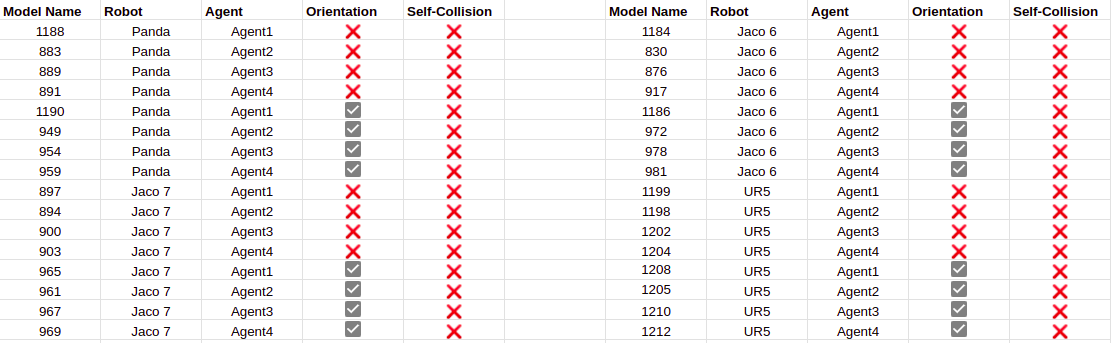 Model Name Robot Agent Orientation Self-Collision Model Name Robot Agent Orientation Self-Collision
1188 Panda Agent1 ❌ ❌ 1184 Jaco 6 Agent1 ❌ ❌
883 Panda Agent2 ❌ ❌ 830 Jaco 6 Agent2 ❌ ❌
889 Panda Agent3 ❌ ❌ 876 Jaco 6 Agent3 ❌ ❌
891 Panda Agent4 ❌ ❌ 917 Jaco 6 Agent4 ❌ ❌
1190 Panda Agent1 ✅ ❌ 1186 Jaco 6 Agent1 ✅ ❌
949 Panda Agent2 ✅ ❌ 972 Jaco 6 Agent2 ✅ ❌
954 Panda Agent3 ✅ ❌ 978 Jaco 6 Agent3 ✅ ❌
959 Panda Agent4 ✅ ❌ 981 Jaco 6 Agent4 ✅ ❌
897 Jaco 7 Agent1 ❌ ❌ 1199 UR5 Agent1 ❌ ❌
894 Jaco 7 Agent2 ❌ ❌ 1198 UR5 Agent2 ❌ ❌
900 Jaco 7 Agent3 ❌ ❌ 1202 UR5 Agent3 ❌ ❌
903 Jaco 7 Agent4 ❌ ❌ 1204 UR5 Agent4 ❌ ❌
965 Jaco 7 Agent1 ✅ ❌ 1208 UR5 Agent1 ✅ ❌
961 Jaco 7 Agent2 ✅ ❌ 1205 UR5 Agent2 ✅ ❌
967 Jaco 7 Agent3 ✅ ❌ 1210 UR5 Agent3 ✅ ❌
969 Jaco 7 Agent4 ✅ ❌ 1212 UR5 Agent4 ✅ ❌